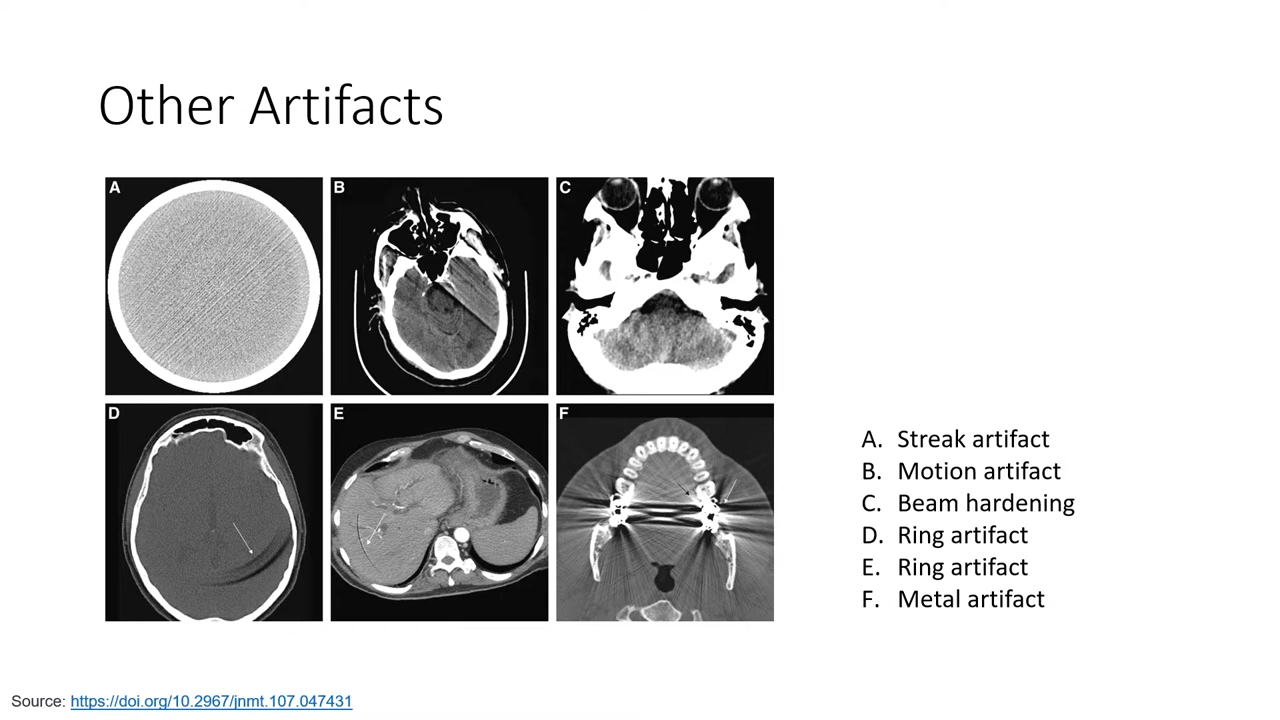 Other Artifacts
A
B
C
D
E
F
A. Streak artifact
B. Motion artifact
C. Beam hardening
D. Ring artifact
E. Ring artifact
F. Metal artifact
Source: https://doi.org/10.2967/jnmt.107.047431